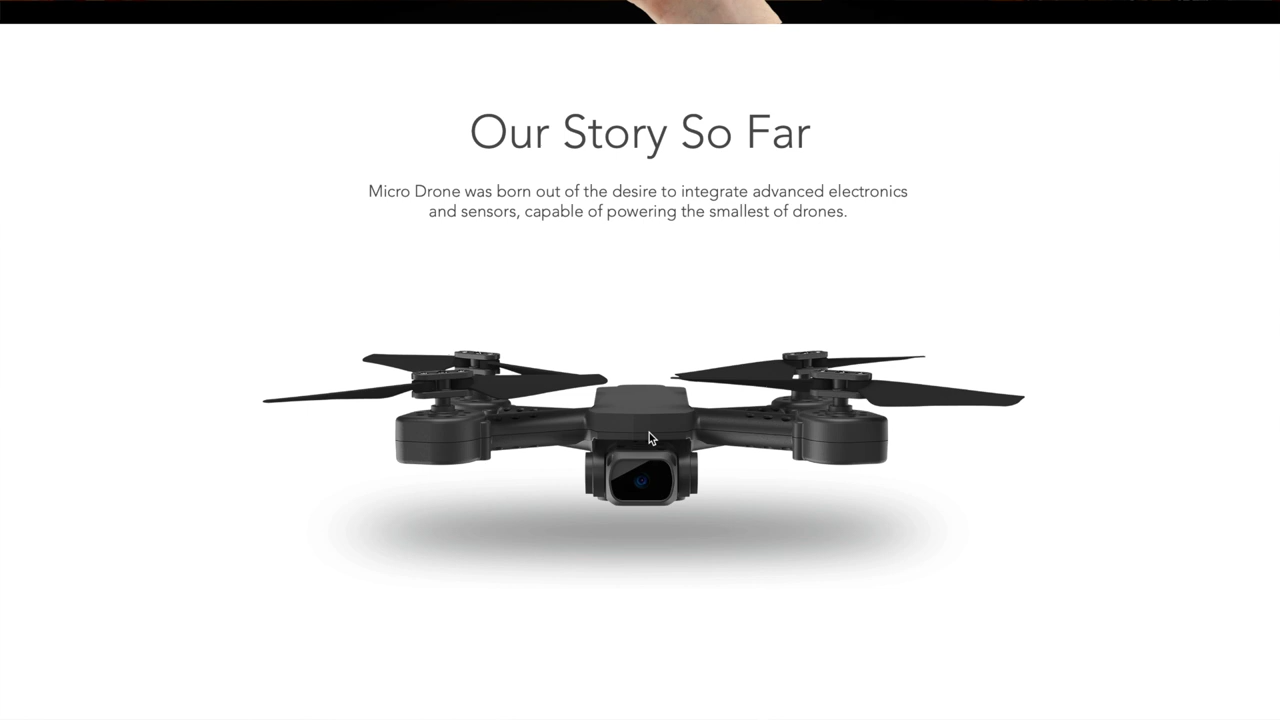 Our Story So Far
Micro Drone was born out of the desire to integrate advanced electronics
and sensors, capable of powering the smallest of drones.